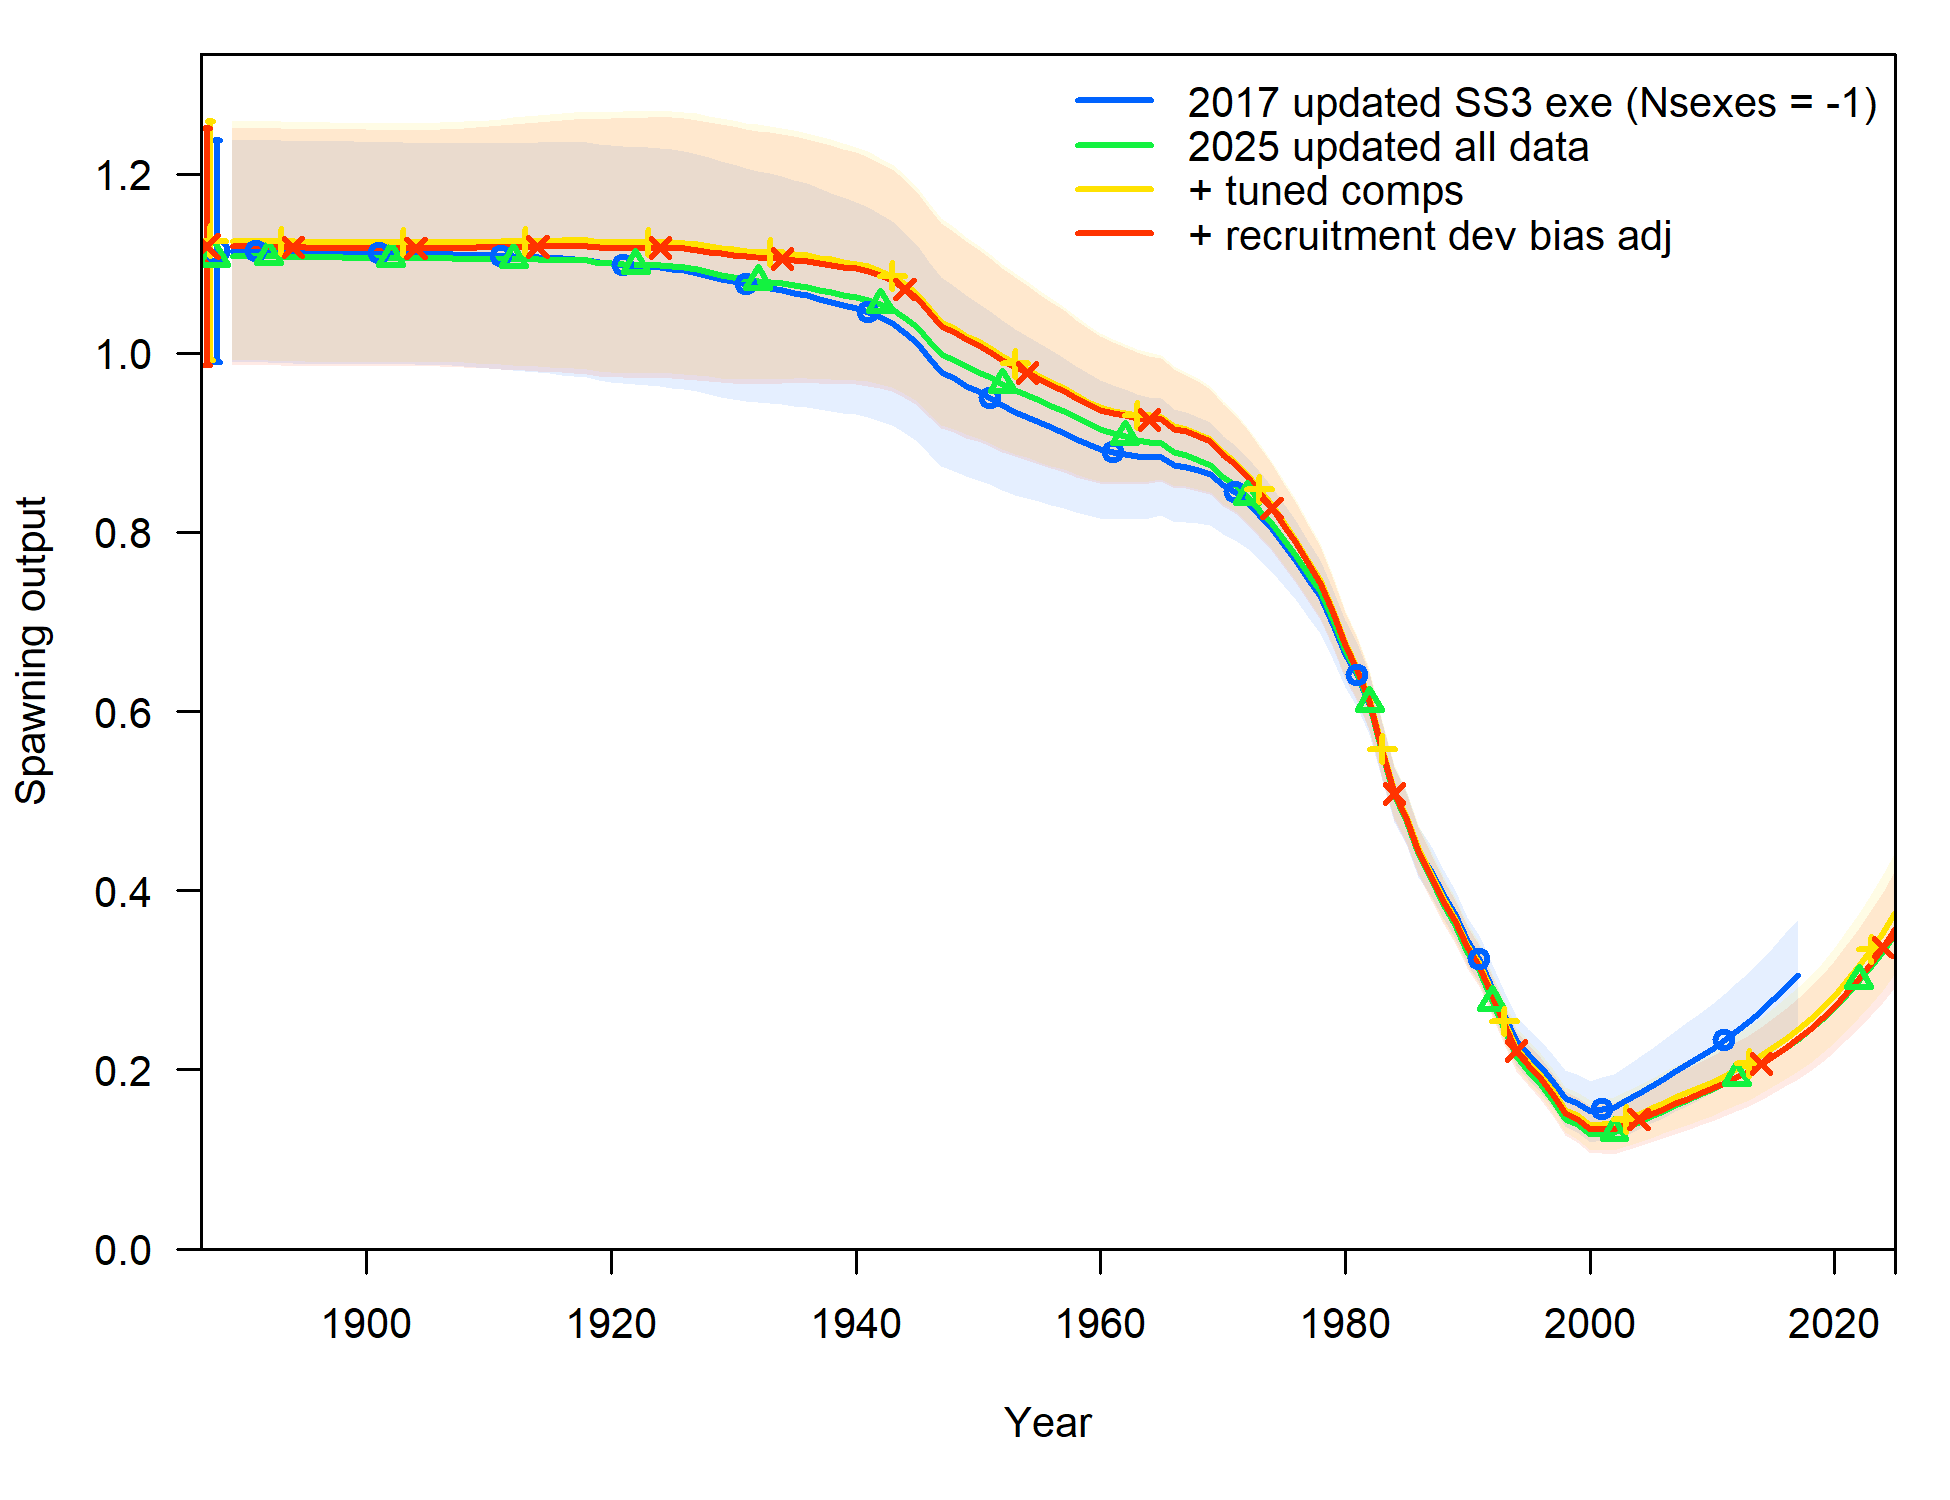 2017 updated SS3 exe (Nsexes = -1)
2025 updated all data
+ tuned comps
+ recruitment dev bias adj
1.2
1.0
0.8
0.6
0.4
0.2
0.0
Spawning output
1900 1920 1940 1960 1980 2000 2020
Year